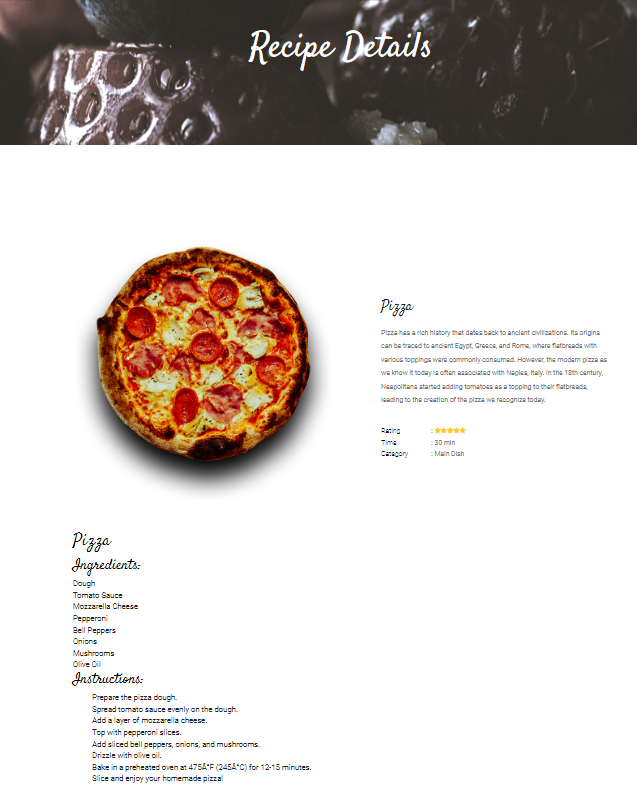 Recipe Details
Pizza
Pizza has a rich history that dates back to ancient civilizations. Its origins
can be traced to ancient Egypt, Greece, and Rome, where flatbreads with
various toppings were commonly consumed. However, the modern pizza as
we know it today is often associated with Naples, Italy. In the 18th century,
Neapolitans started adding tomatoes as a topping to their flatbreads,
leading to the creation of the pizza we recognize today.
Rating : ★★★★★
Time : 30 min
Category : Main Dish
Pizza
Ingredients:
Dough
Tomato Sauce
Mozzarella Cheese
Pepperoni
Bell Peppers
Onions
Mushrooms
Olive Oil
Instructions:
Prepare the pizza dough.
Spread tomato sauce evenly on the dough.
Add a layer of mozzarella cheese.
Top with pepperoni slices.
Add sliced bell peppers, onions, and mushrooms.
Drizzle with olive oil.
Bake in a preheated oven at 475Â°F (245Â°C) for 12-15 minutes.
Slice and enjoy your homemade pizza!